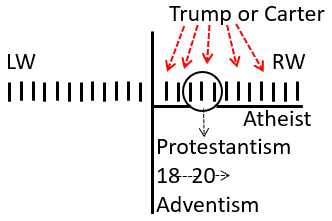 Trump or Carter
LW
RW
Atheist
Protestantism
18 20
Adventism